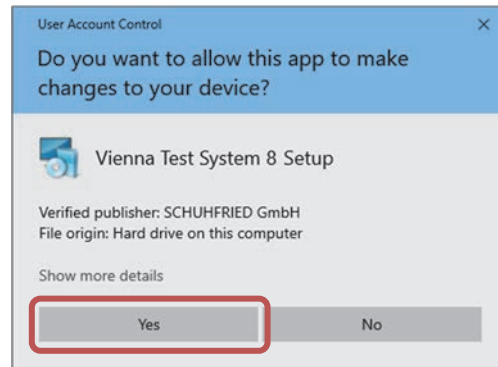 User Account Control
Do you want to allow this app to make
changes to your device?
Vienna Test System 8 Setup
Verified publisher: SCHUHFRIED GmbH
File origin: Hard drive on this computer
Show more details
Yes
No